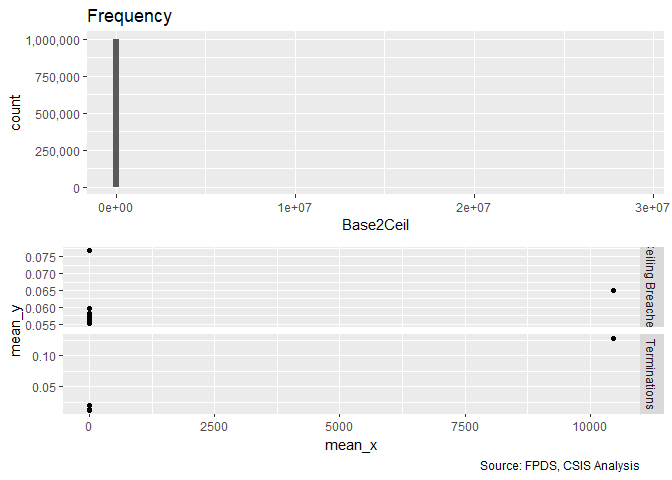 Frequency
1,000,000
750,000
500,000
250,000
0
count
0e+00 1e+07 2e+07 3e+07
Base2Ceil
0.075
0.070
0.065
0.060
0.055
eiling Breache
mean_y
0.10
0.05
Terminations
0 2500 5000 7500 10000
mean_x
Source: FPDS, CSIS Analysis